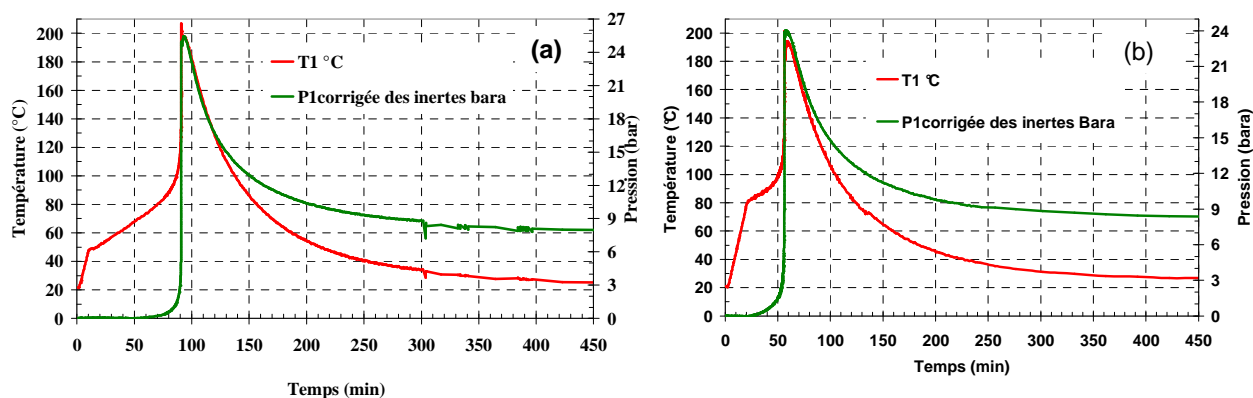 (a)
T1 °C
P1corrigée des inertes bara
Température (°C)
200
180
160
140
120
100
80
60
40
20
0
Pression (bar)
27
24
21
18
15
12
9
6
3
0
0 50 100 150 200 250 300 350 400 450
Temps (min)
(b)
T1 °C
P1corrigée des inertes Bara
Température (°C)
200
180
160
140
120
100
80
60
40
20
0
Pression (bara)
24
21
18
15
12
9
6
3
0
0 50 100 150 200 250 300 350 400 450
Temps (min)